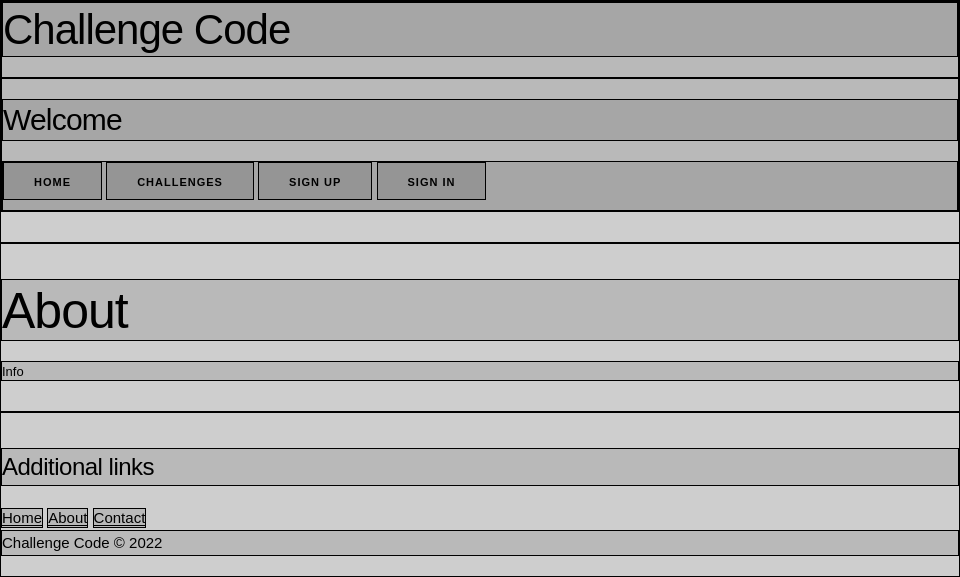 Challenge Code
Welcome
HOME CHALLENGES SIGN UP SIGN IN
About
Info
Additional links
Home About Contact
Challenge Code © 2022